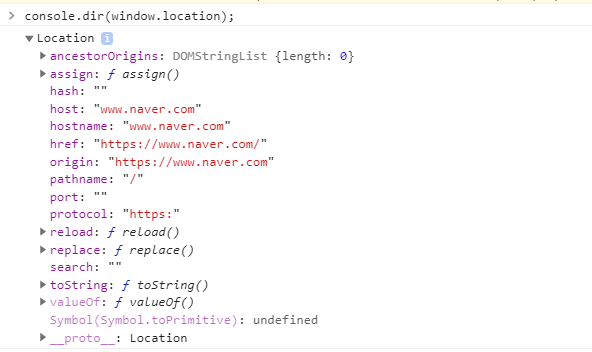 > console.dir(window.location);
▼ Location i
▶ ancestorOrigins: DOMStringList {length: 0}
▶ assign: ƒ assign()
hash: ""
host: "www.naver.com"
hostname: "www.naver.com"
href: "https://www.naver.com/"
origin: "https://www.naver.com"
pathname: "/"
port: ""
protocol: "https:"
▶ reload: ƒ reload()
▶ replace: ƒ replace()
search: ""
▶ toString: ƒ toString()
▶ valueOf: ƒ valueOf()
Symbol(Symbol.toPrimitive): undefined
▶ __proto__: Location